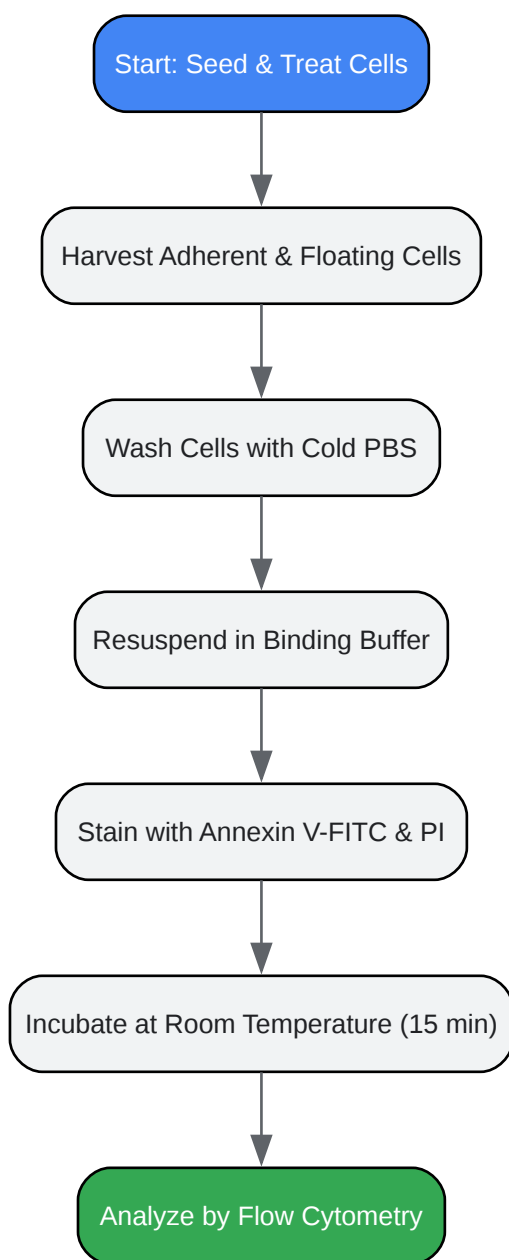 Start: Seed & Treat Cells
Harvest Adherent & Floating Cells
Wash Cells with Cold PBS
Resuspend in Binding Buffer
Stain with Annexin V-FITC & PI
Incubate at Room Temperature (15 min)
Analyze by Flow Cytometry